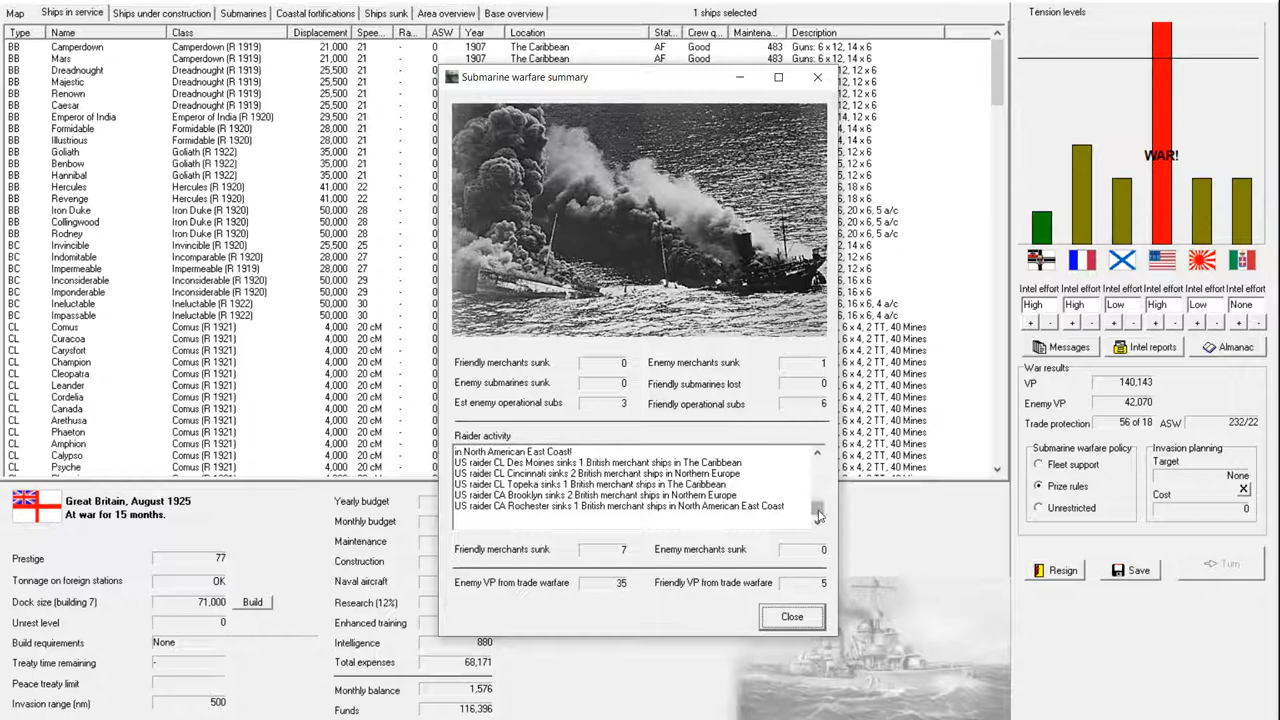 Map Ships in service Ships under construction Submarines Coastal fortifications Ships sunk Area overview Base overview 1 ships selected
Type Name Class Displacement Spee... Ra... ASW Year Location Stat... Crew q... Maintena... Description
BB Camperdown Camperdown (R 1919) 21,000 21 - 0 1907 The Caribbean AF Good 483 Guns: 6 x 12, 14 x 6
BB Mars Camperdown (R 1919) 21,000 21 - 0 1907 The Caribbean AF Good 483 Guns: 6 x 12, 14 x 6
BB Dreadnought Dreadnought (R 1919) 21
BB Majestic Dreadnought (R 1919) 21
BB Renown Dreadnought (R 1919) 21
BB Caesar Dreadnought (R 1919) 21
BB Emperor of India Emperor of India (R 1919) 29,500 21
BB Formidable Formidable (R 1920) 28,000 21
BB Illustrious Formidable (R 1920) 28,000 21
BB Goliath Goliath (R 1922) 35,000 21
BB Benbow Goliath (R 1922) 35,000 21
BB Hannibal Goliath (R 1922) 35,000 21
BB Hercules Hercules (R 1920) 41,000 22
BB Revenge Hercules (R 1920) 41,000 22
BB Iron Duke Iron Duke (R 1920) 50,000 28
BB Collingwood Iron Duke (R 1920) 50,000 28
BB Rodney Iron Duke (R 1920) 50,000 28
BC Invincible Invincible (R 1920) 25,500 25
BC Indomitable Incomparable (R 1920) 28,000 27
BC Impermeable Impermeable (R 1919) 28,000 27
BC Inconsiderable Inconsiderable (R 1920) 29
BC Imponderable Inconsiderable (R 1920) 29
BC Ineluctable Ineluctable (R 1922) 50,000 30
BC Impassable Ineluctable (R 1922) 50,000 30
CL Comus Comus (R 1921) 4,000 20 cM
CL Curacoa Comus (R 1921) 4,000 20 cM
CL Carysfort Comus (R 1921) 4,000 20 cM
CL Champion Comus (R 1921) 4,000 20 cM
CL Cleopatra Comus (R 1921) 4,000 20 cM
CL Leander Comus (R 1921) 4,000 20 cM
CL Cordelia Comus (R 1921) 4,000 20 cM
CL Canada Comus (R 1921) 4,000 20 cM
CL Arethusa Comus (R 1921) 4,000 20 cM
CL Phaeton Comus (R 1921) 4,000 20 cM
CL Amphion Comus (R 1921) 4,000 20 cM
CL Calypso Comus (R 1921) 4,000 20 cM
CL Psyche Comus (R 1921) 4,000 20 cM
Submarine warfare summary
Friendly merchants sunk 0 Enemy merchants sunk 1
Enemy submarines sunk 0 Friendly submarines lost 0
Est enemy operational subs 3 Friendly operational subs 6
Raider activity
in North American East Coast!
US raider CL Des Moines sinks 1 British merchant ships in The Caribbean
US raider CL Cincinnati sinks 2 British merchant ships in Northern Europe
US raider CL Topeka sinks 1 British merchant ships in The Caribbean
US raider CA Brooklyn sinks 2 British merchant ships in Northern Europe
US raider CA Rochester sinks 1 British merchant ships in North American East Coast
Friendly merchants sunk 7 Enemy merchants sunk 0
Enemy VP from trade warfare 35 Friendly VP from trade warfare 5
Close
Great Britain, August 1925
At war for 15 months.
Prestige 77
Tonnage on foreign stations OK
Dock size (building 7) 71,000 Build
Unrest level 0
Build requirements None
Treaty time remaining -
Peace treaty limit
Invasion range (nm) 500
Yearly budget
Monthly budget
Maintenance
Construction
Naval aircraft
Research (12%)
Enhanced training
Intelligence 880
Total expenses 68,171
Monthly balance 1,576
Funds 116,396
Tension levels
WAR!
Intel effort Intel effort Intel effort Intel effort Intel effort Intel effort
High High Low High Low None
+ - + - + - + - + - + -
Messages Intel reports Almanac
War results
VP 140,143
Enemy VP 42,070
Trade protection 56 of 18 ASW 232/22
Submarine warfare policy
Fleet support
Prize rules
Unrestricted
Invasion planning
Target
None
Cost X
None
Resign Save Turn